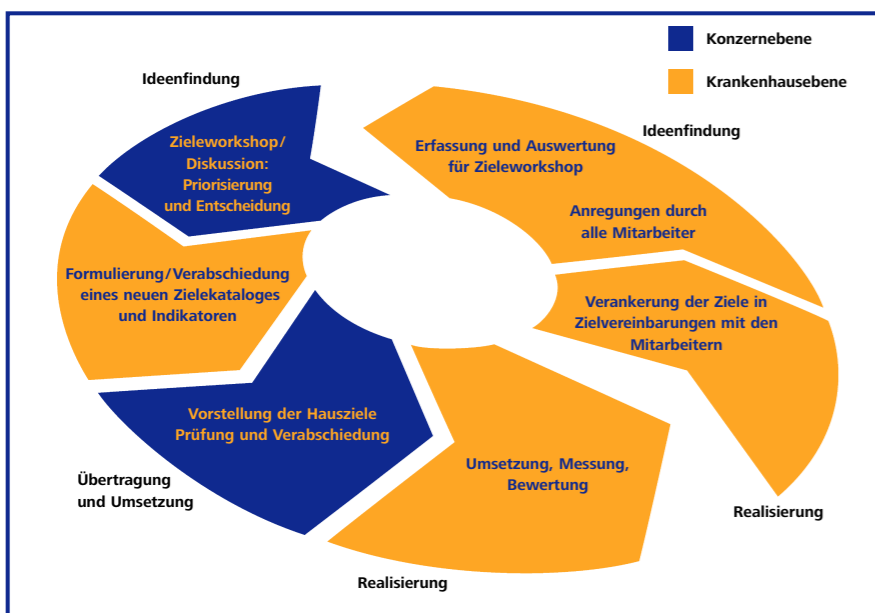 Konzernebene
Krankenhausebene
Ideenfindung
Zieleworkshop/
Diskussion:
Priorisierung
und Entscheidung
Ideenfindung
Erfassung und Auswertung
für Zieleworkshop
Anregungen durch
alle Mitarbeiter
Formulierung/Verabschiedung
eines neuen Zielekataloges
und Indikatoren
Verankerung der Ziele in
Zielvereinbarungen mit den
Mitarbeitern
Vorstellung der Hausziele
Prüfung und Verabschiedung
Umsetzung, Messung,
Bewertung
Übertragung
und Umsetzung
Realisierung
Realisierung